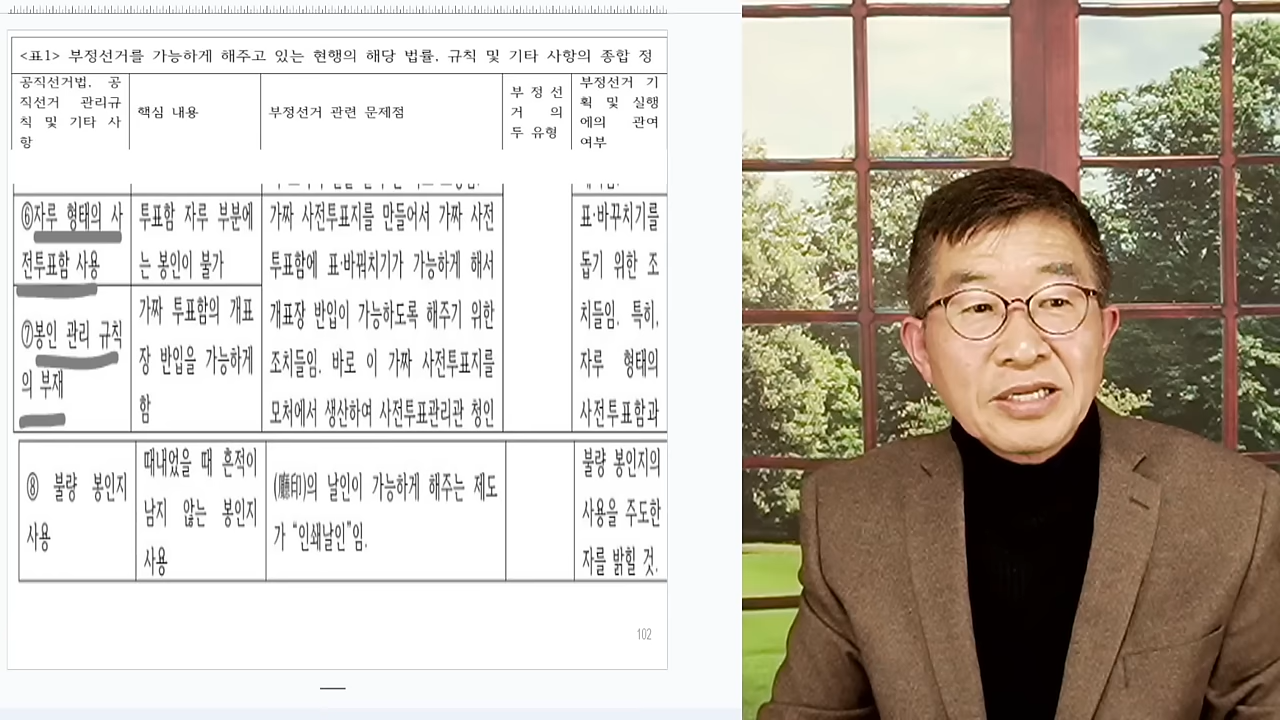 <표1> 부정선거를 가능하게 해주고 있는 현행의 해당 법률, 규칙 및 기타 사항의 종합 정
공직선거법, 공
직선거 관리규
칙 및 기타 사
항
핵심 내용
부정선거 관련 문제점
부 정 선
거 의
두 유형
부정선거 기
획 및 실행
에의 관여
여부
⑥자루 형태의 사
전투표함 사용
투표함 자루 부분에
는 봉인이 불가
⑦봉인 관리 규칙
의 부재
가짜 투표함의 개표
장 반입을 가능하게
함
가짜 사전투표지를 만들어서 가짜 사전
투표함에 표·바꿔치기가 가능하게 해서
개표장 반입이 가능하도록 해주기 위한
조치들임. 바로 이 가짜 사전투표지를
모처에서 생산하여 사전투표관리관 청인
표·바꾸치기를
돕기 위한 조
치들임. 특히,
자루 형태의
사전투표함과
⑧ 불량 봉인지
사용
때내었을 때 흔적이
남지 않는 봉인지
사용
(廳印)의 날인이 가능하게 해주는 제도
가 “인쇄날인”임.
불량 봉인지의
사용을 주도한
자를 밝힐 것.
102